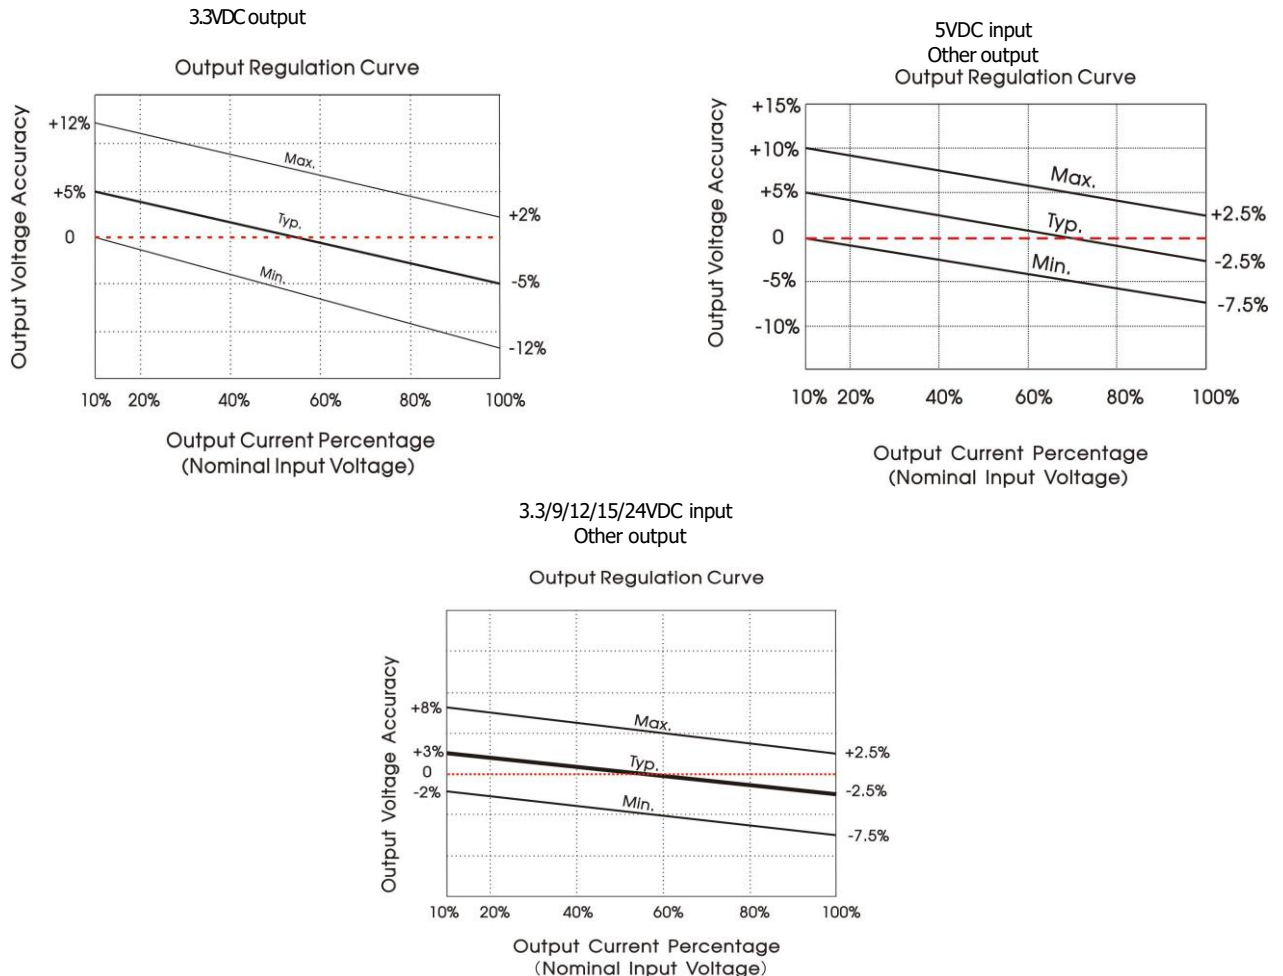 3.3VDC output
Output Regulation Curve
Output Voltage Accuracy
+12%
+5%
0
Max.
Typ.
Min.
+2%
-5%
-12%
10% 20% 40% 60% 80% 100%
Output Current Percentage
(Nominal Input Voltage)
5VDC input
Other output
Output Regulation Curve
Output Voltage Accuracy
+15%
+10%
+5%
0
-5%
-10%
Max.
Typ.
Min.
+2.5%
-2.5%
-7.5%
10% 20% 40% 60% 80% 100%
Output Current Percentage
(Nominal Input Voltage)
3.3/9/12/15/24VDC input
Other output
Output Regulation Curve
Output Voltage Accuracy
+8%
+3%
0
-2%
Max.
Typ.
Min.
+2.5%
-2.5%
-7.5%
10% 20% 40% 60% 80% 100%
Output Current Percentage
(Nominal Input Voltage)